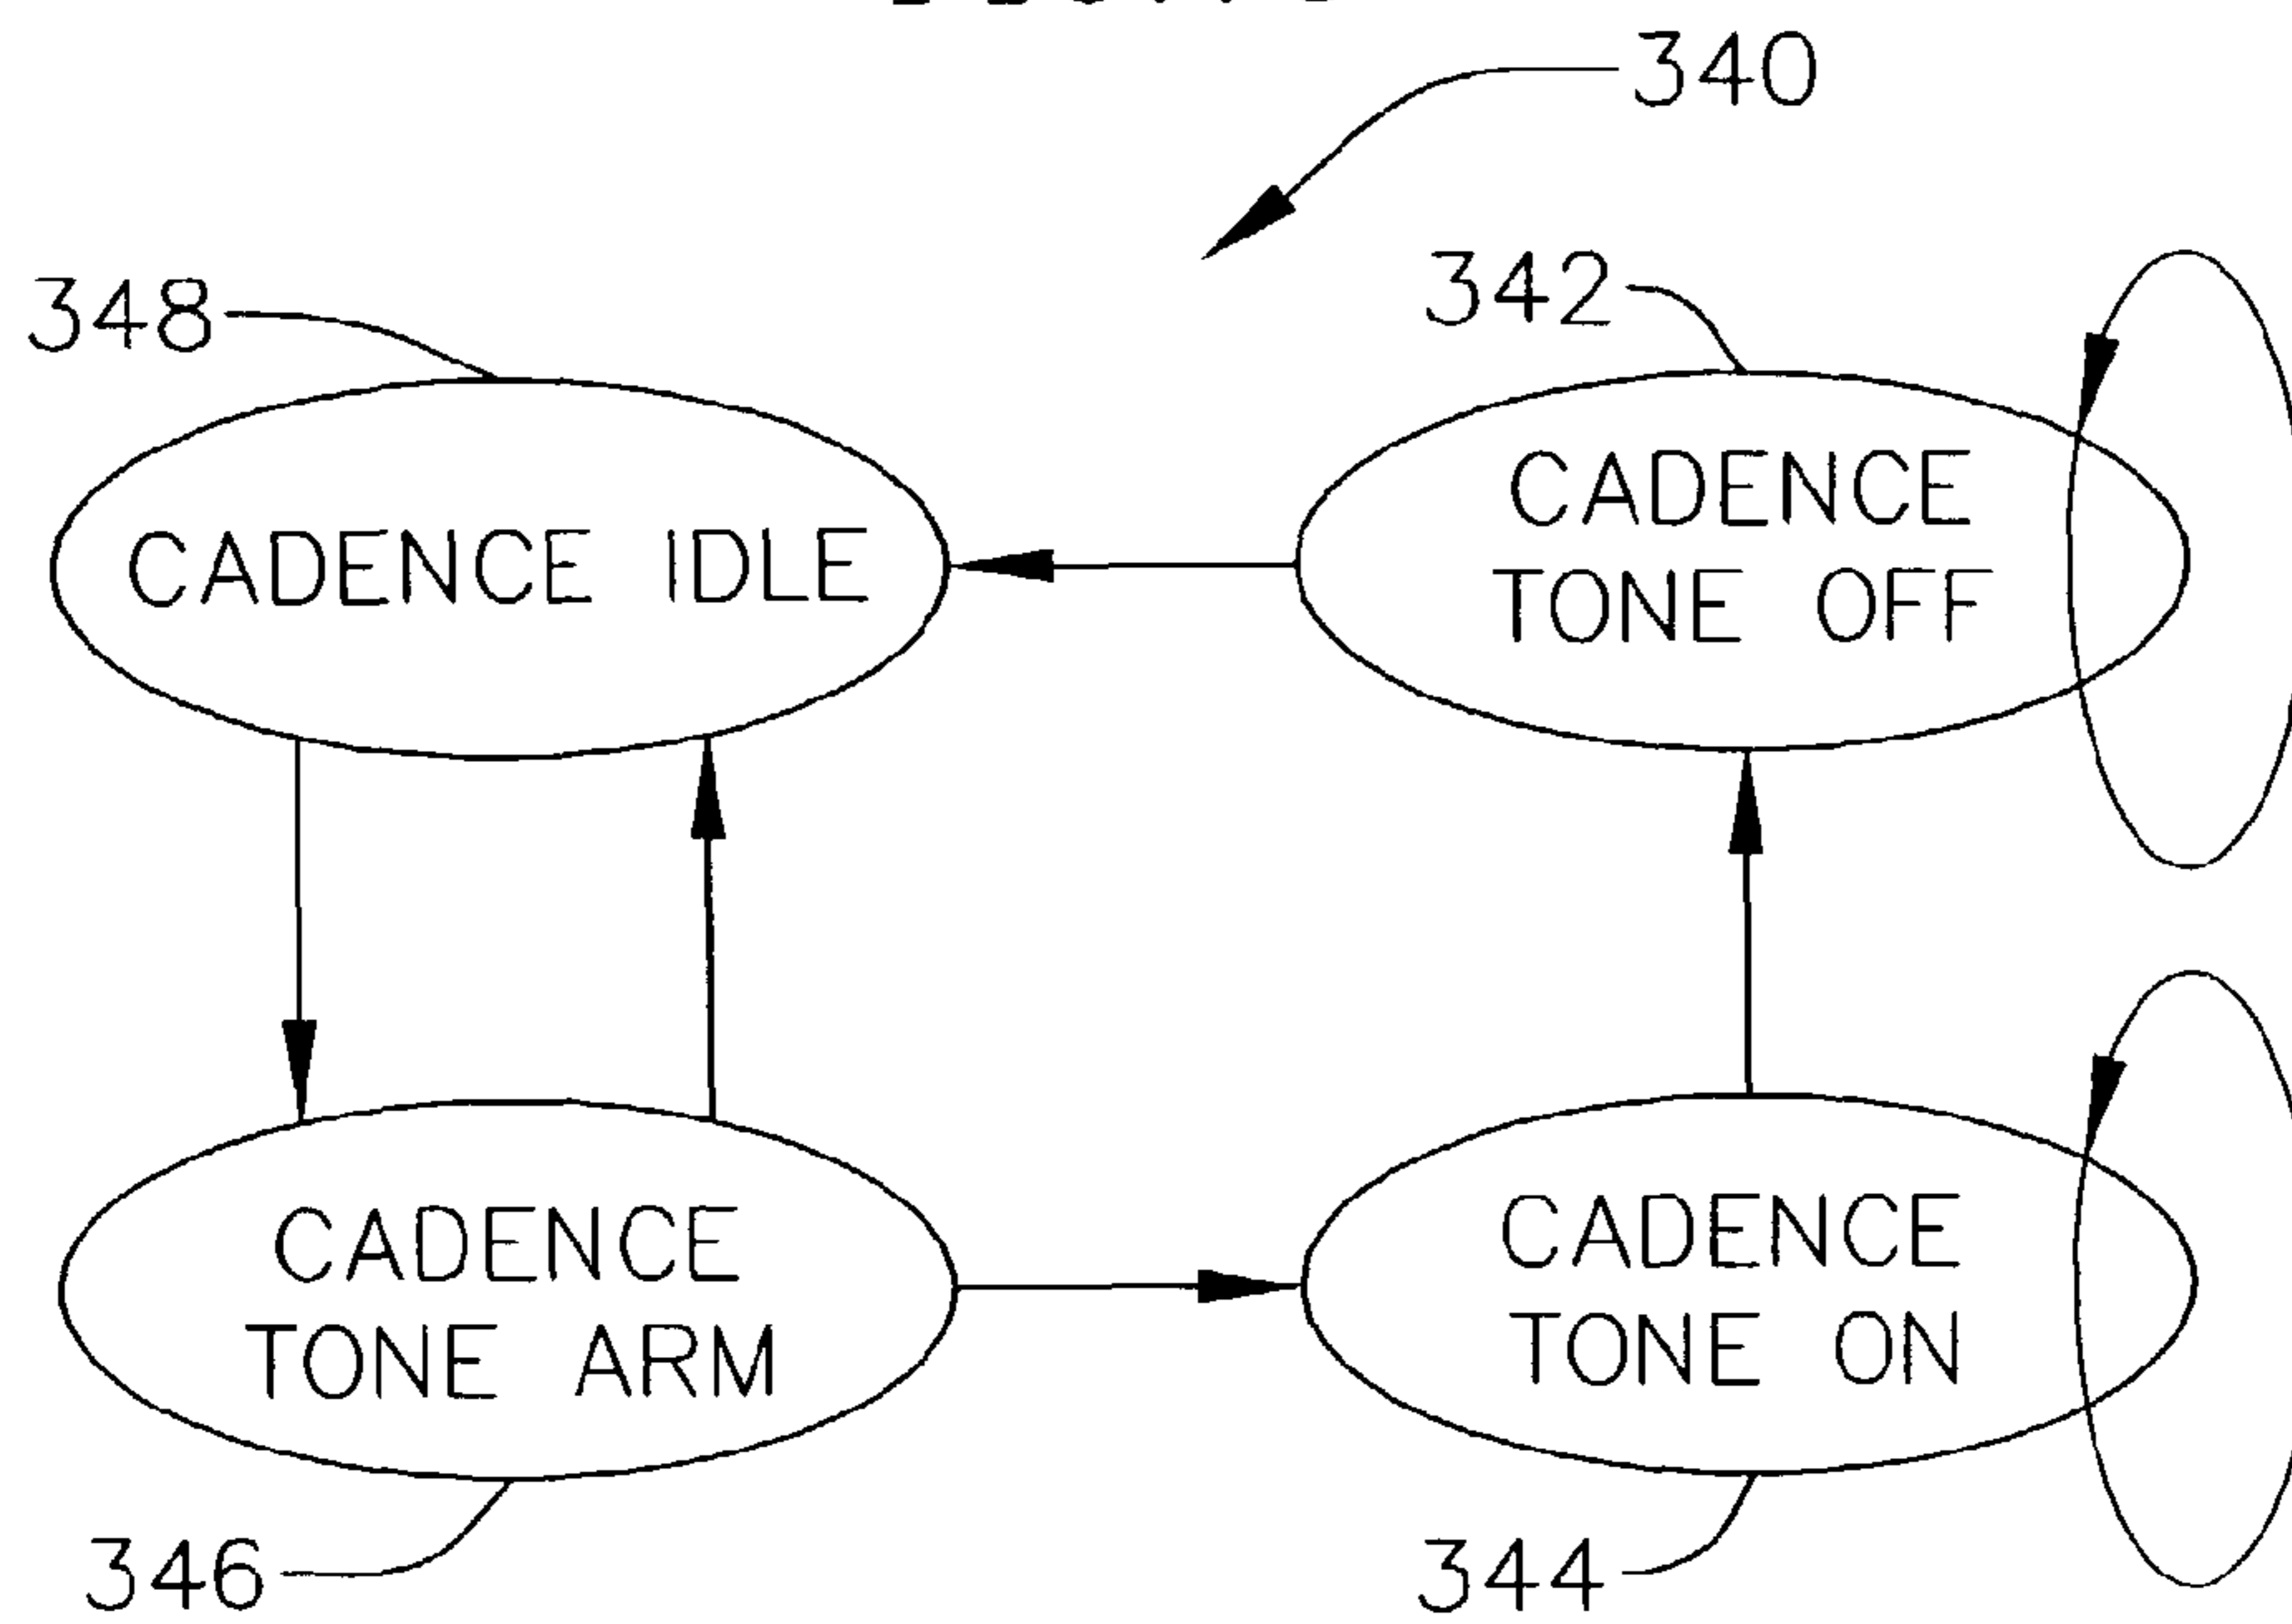 340
348
342
CADENCE IDLE
CADENCE
TONE OFF
CADENCE
TONE ARM
CADENCE
TONE ON
346
344